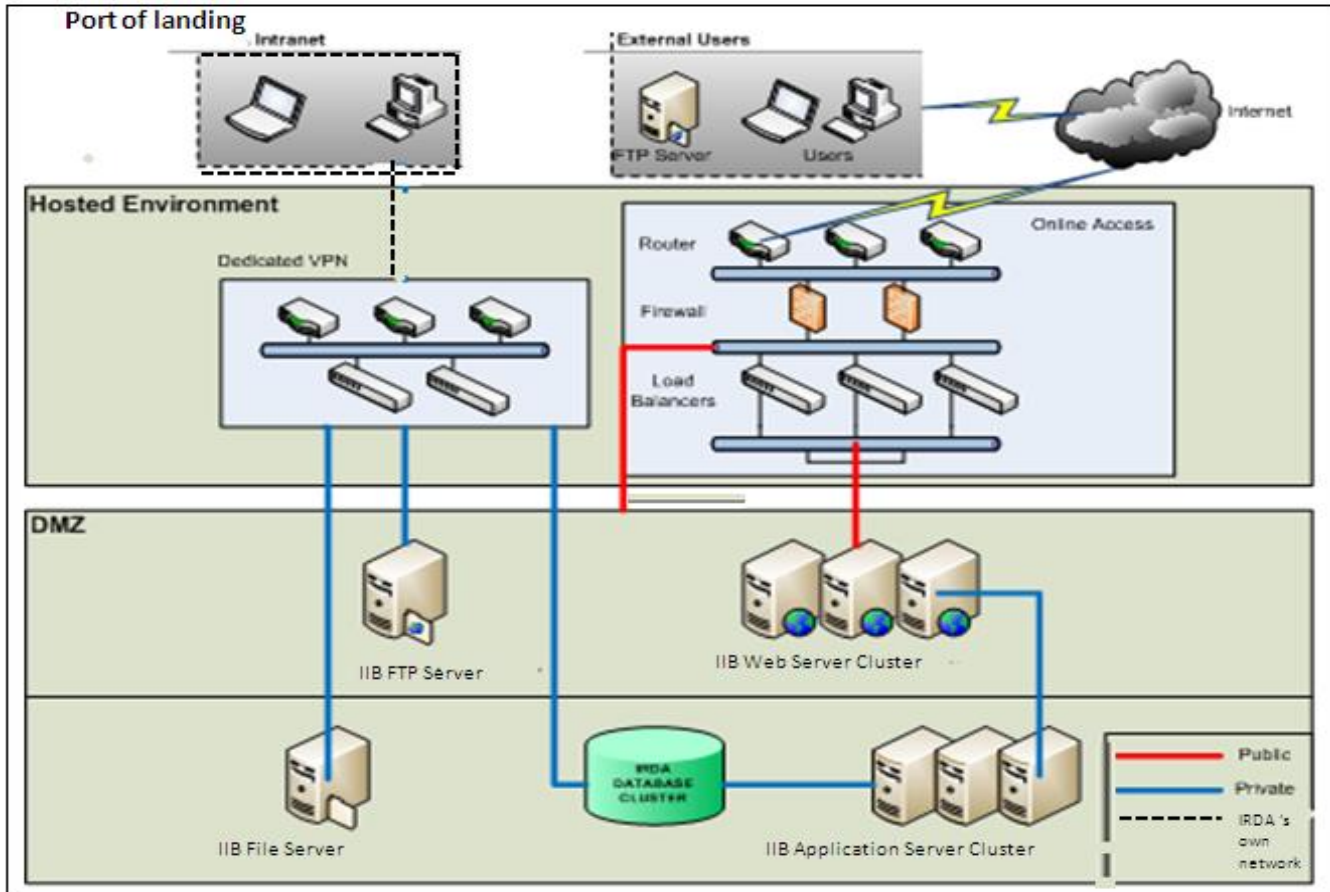 Port of landing
Intranet
External Users
FTP Server
Users
Internet
Hosted Environment
Online Access
Router
Dedicated VPN
Firewall
Load
Balancers
DMZ
IIB FTP Server
IIB Web Server Cluster
IRDA
DATABASE
CLUSTER
Public
Private
IRDA 's
own
network
IIB File Server
IIB Application Server Cluster